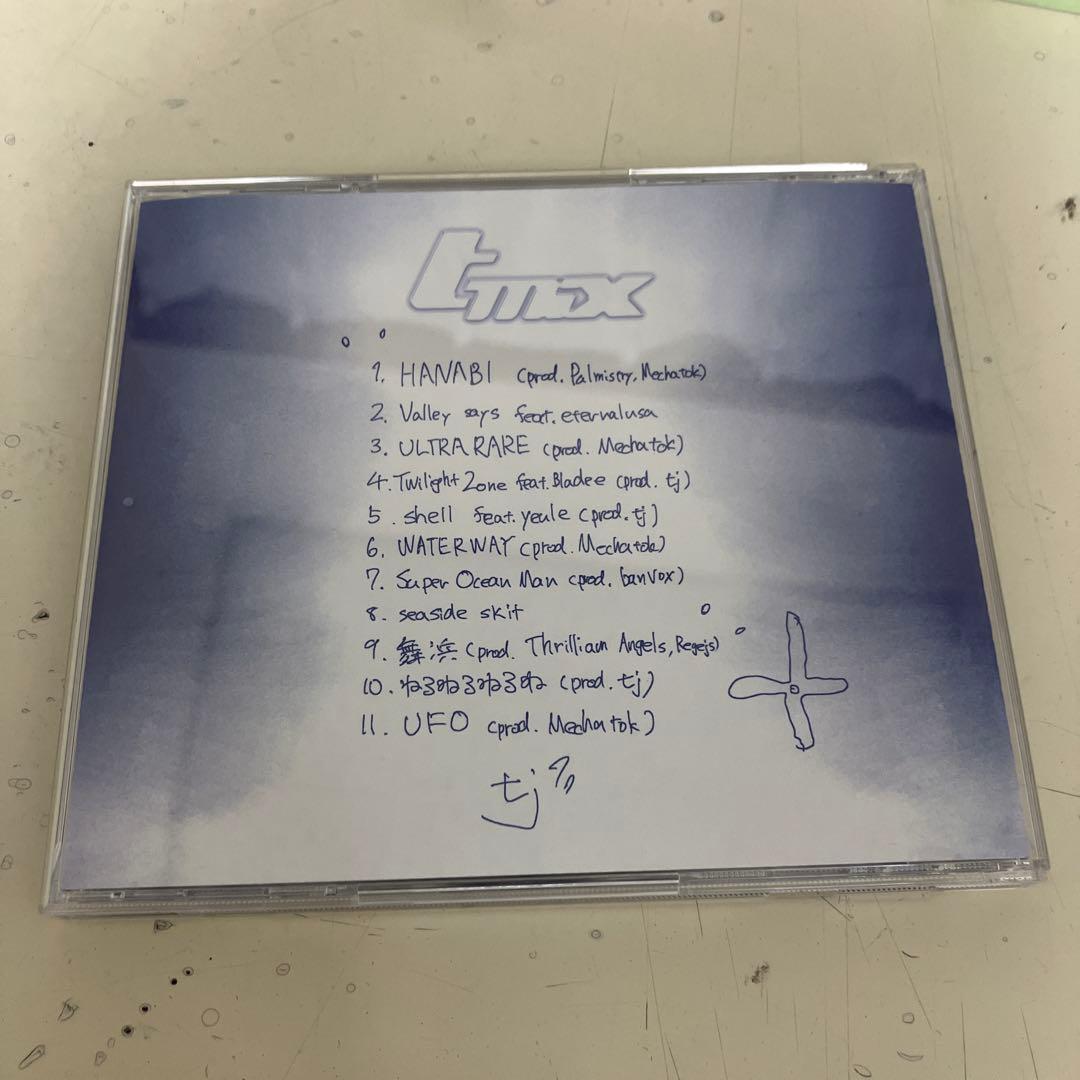 tmix
1. HANABI (prod. Palmistry, Mechatok)
2. Valley says feat. eternalusa
3. ULTRA RARE (prod. Mechatok)
4. Twilight Zone feat. Bladee (prod. tj)
5. shell feat. yeule (prod. tj)
6. WATERWAY (prod. Mechatok)
7. Super Ocean Man (prod. banvox)
8. seaside skit
9. 舞浜 (prod. Thrilliam Angels, Regejs)
10. ねるねるねるね (prod. tj)
11. UFO (prod. Mechatok)
tj